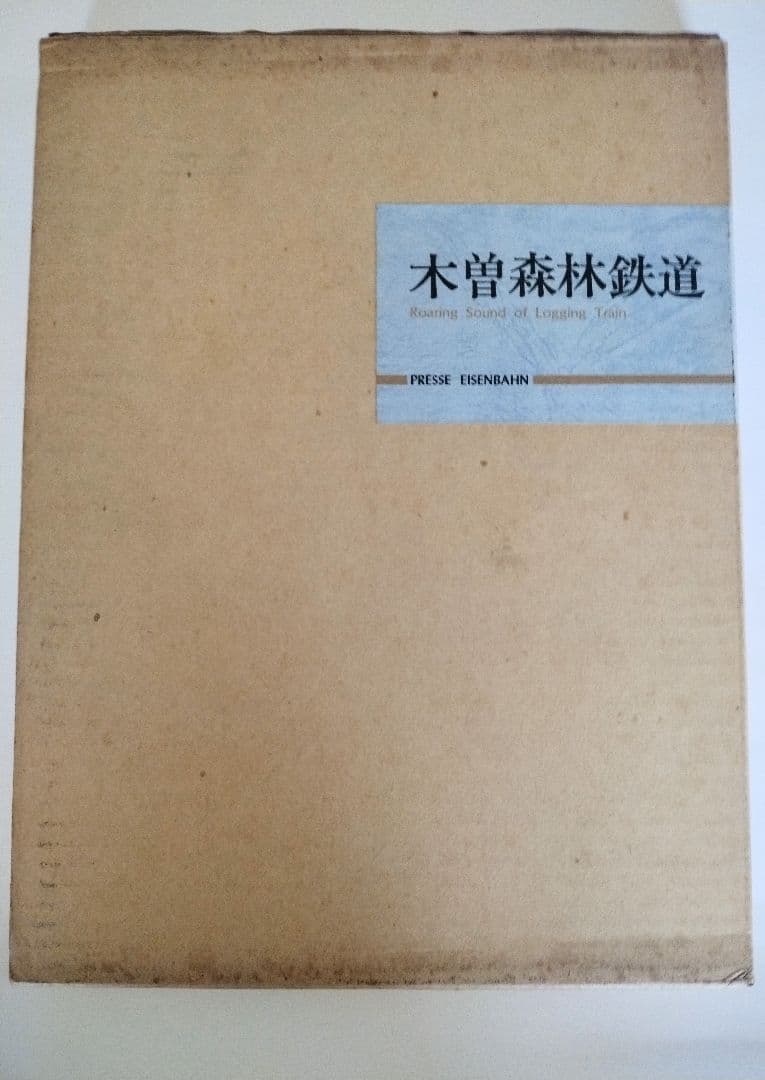 木曽森林鉄道
Roaring Sound of Logging Train
PRESSE EISENBAHN